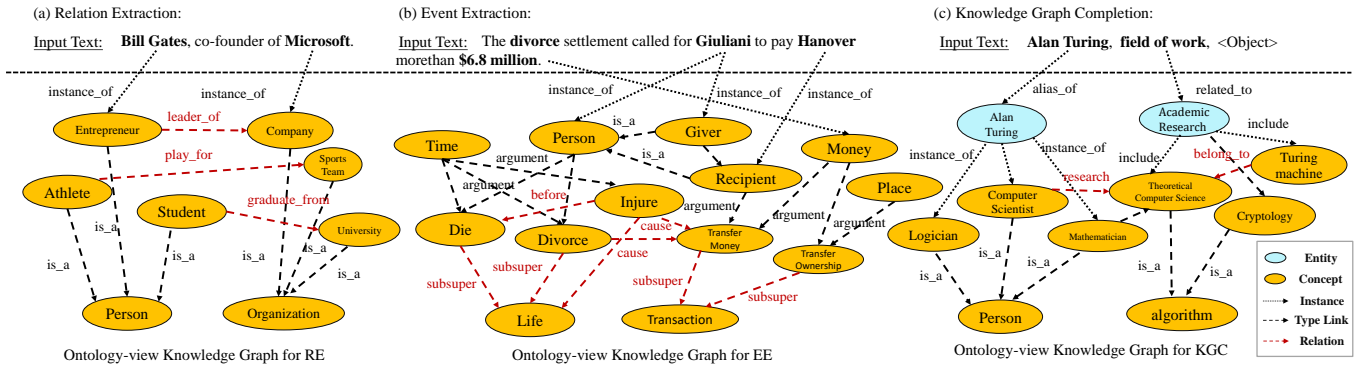 (a) Relation Extraction:
Input Text: Bill Gates, co-founder of Microsoft.
instance_of
instance_of
Entrepreneur
leader_of
Company
play_for
Sports
Team
Athlete
Student
graduate_from
University
is_a
is_a
is_a
is_a
is_a
Person
Organization
Ontology-view Knowledge Graph for RE
(b) Event Extraction:
Input Text: The divorce settlement called for Giuliani to pay Hanover
morethan $6.8 million.
instance_of
instance_of
instance_of
Person
is_a
Giver
Time
argument
is_a
Money
argument
Recipient
Place
before
Injure
argument
argument
argument
Die
Divorce
cause
Transfer
Money
cause
Transfer
Ownership
subsuper
subsuper
subsuper
subsuper
Life
Transaction
Ontology-view Knowledge Graph for EE
(c) Knowledge Graph Completion:
Input Text: Alan Turing, field of work, <Object>
alias_of
related_to
Alan
Turing
Academic
Research
include
instance_of
instance_of
include
belong_to
Turing
machine
research
Computer
Scientist
Theoretical
Computer Science
Cryptology
Logician
Mathematician
is_a
is_a
is_a
is_a
is_a
Person
algorithm
Entity
Concept
Instance
Type Link
Relation
Ontology-view Knowledge Graph for KGC